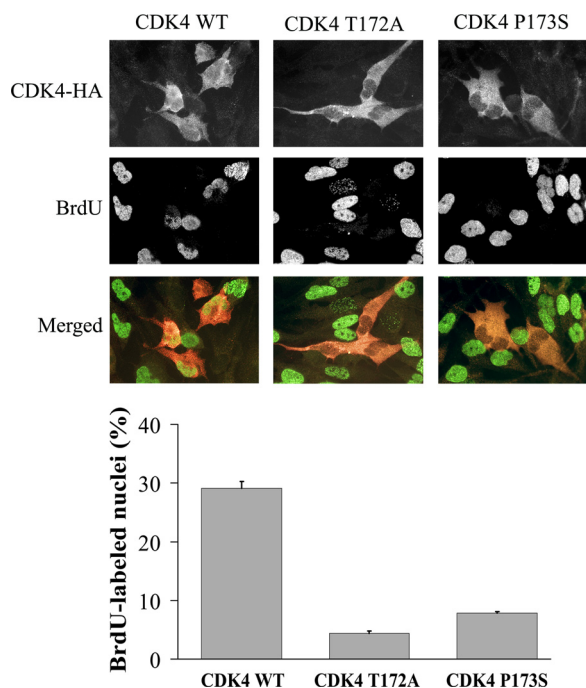 CDK4 WT CDK4 T172A CDK4 P173S
CDK4-HA
BrdU
Merged
BrdU-labeled nuclei (%)
40
30
20
10
0
CDK4 WT CDK4 T172A CDK4 P173S